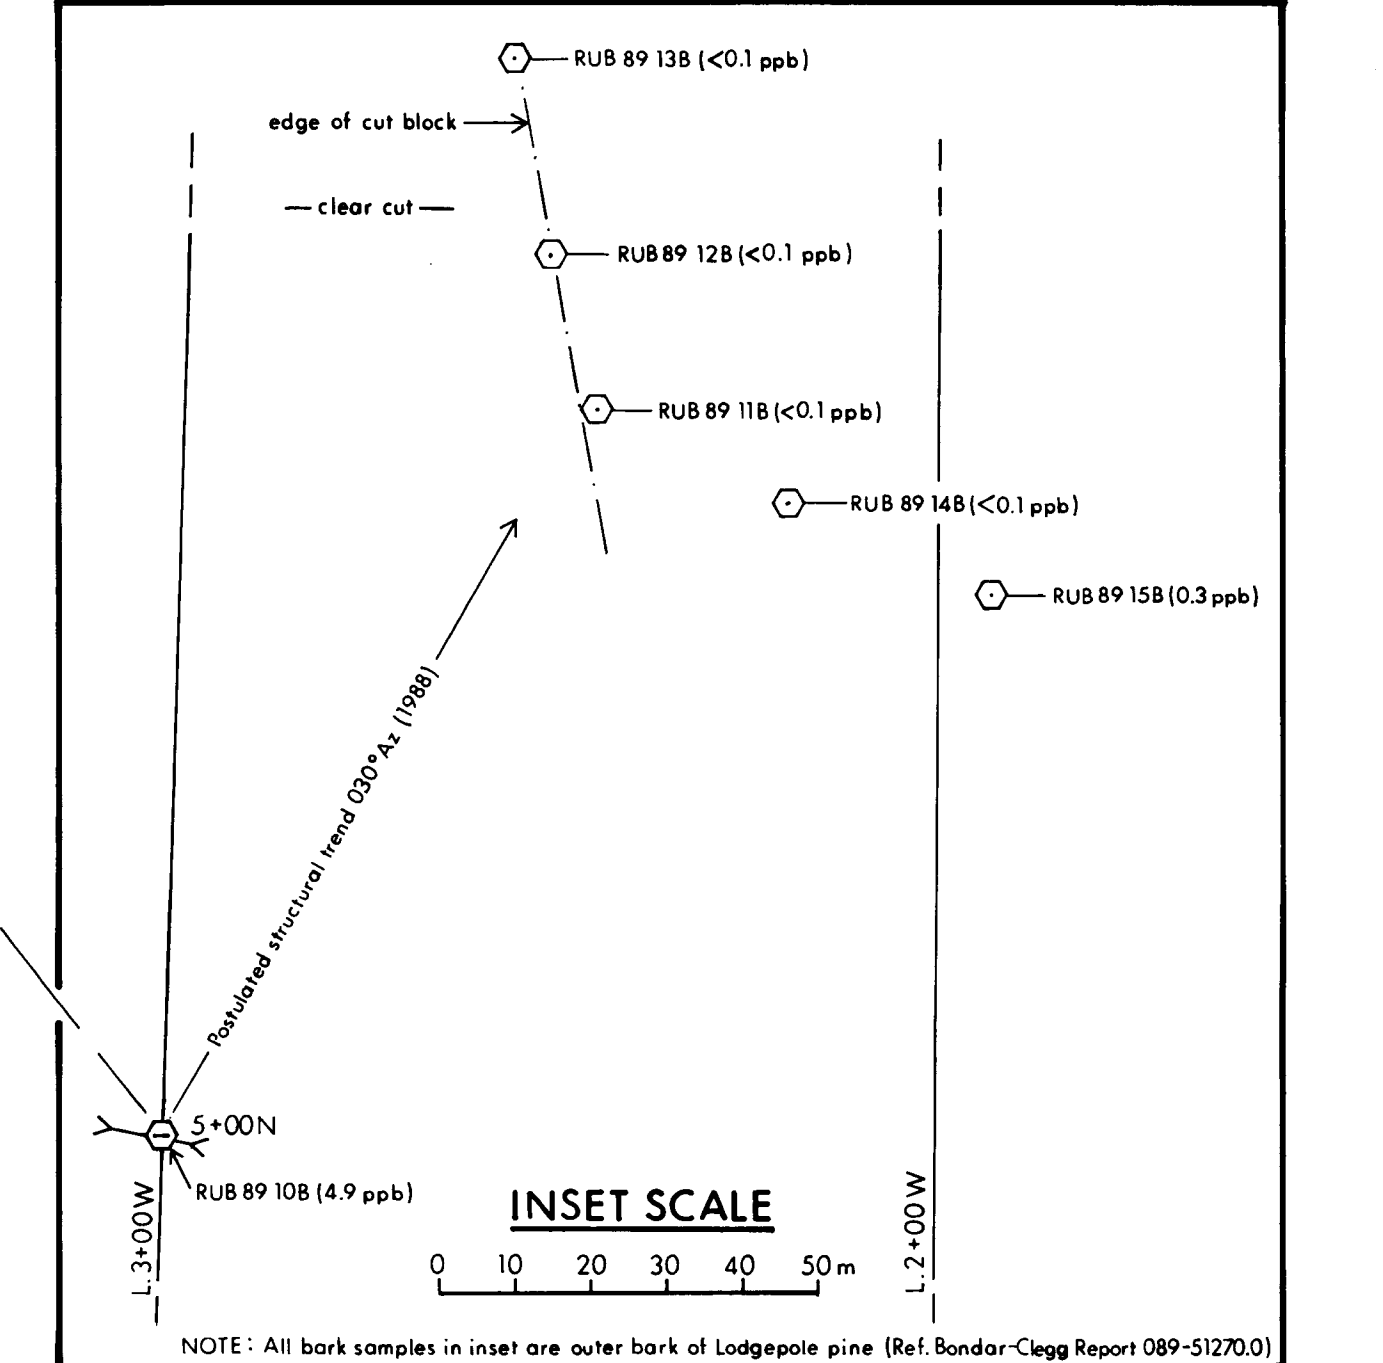 RUB 89 13B (<0.1 ppb)
edge of cut block
clear cut
RUB 89 12B (<0.1 ppb)
RUB 89 11B (<0.1 ppb)
RUB 89 14B (<0.1 ppb)
RUB 89 15B (0.3 ppb)
Postulated structural trend 030°Az (1988)
5+00N
RUB 89 10B (4.9 ppb)
L.3+00W
L.2+00W
INSET SCALE
0 10 20 30 40 50 m
NOTE: All bark samples in inset are outer bark of Lodgepole pine (Ref. Bondar-Clegg Report 089-51270.0)